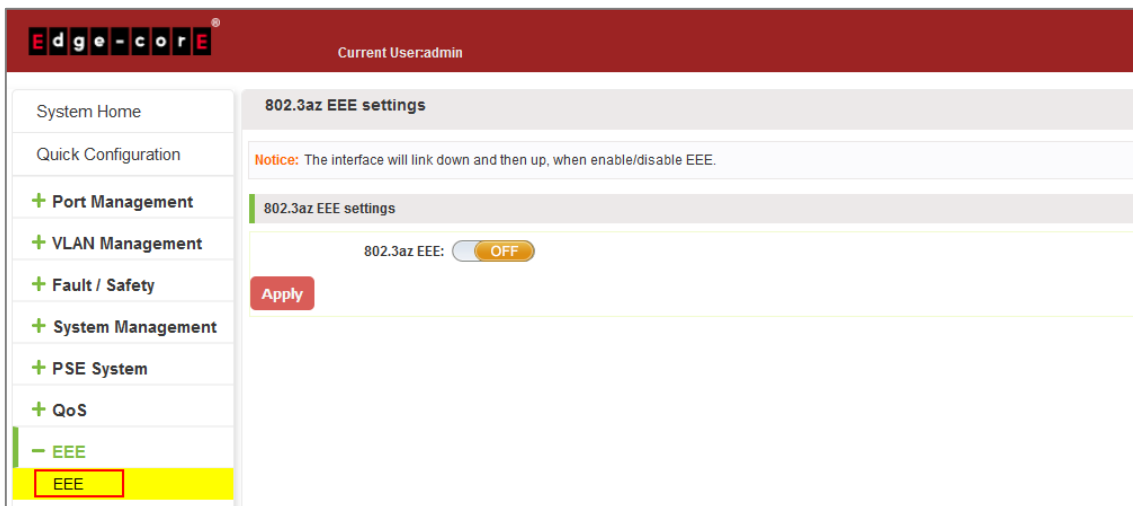 Edge-corE®
Current User:admin
System Home
Quick Configuration
+ Port Management
+ VLAN Management
+ Fault / Safety
+ System Management
+ PSE System
+ QoS
− EEE
EEE
802.3az EEE settings
Notice: The interface will link down and then up, when enable/disable EEE.
802.3az EEE settings
802.3az EEE: OFF
Apply